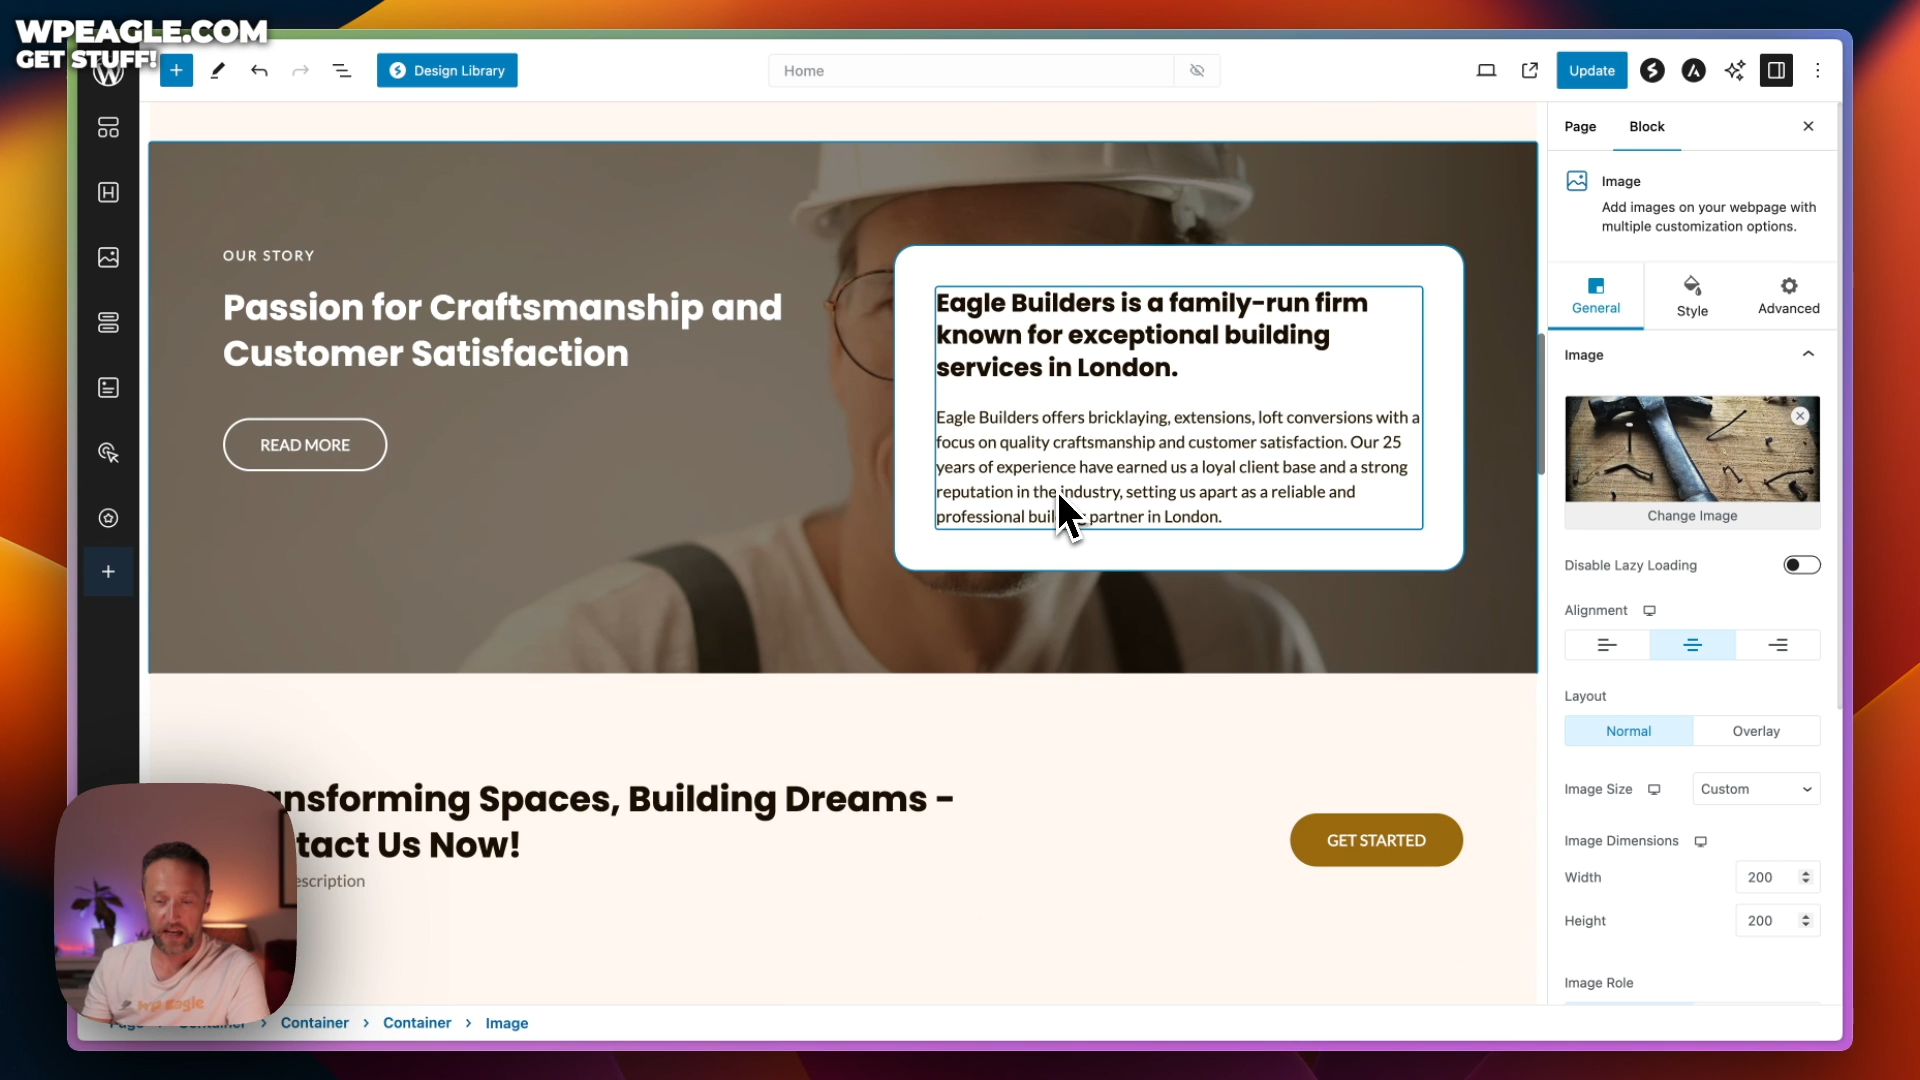 WPEAGLE.COM
GET STUFF!
Design Library
Home
Update
Page
Block
Image
Add images on your webpage with
multiple customization options.
General
Style
Advanced
Image
Change Image
Disable Lazy Loading
Alignment
Layout
Normal
Overlay
Image Size
Custom
Image Dimensions
Width
200
Height
200
Image Role
OUR STORY
Passion for Craftsmanship and
Customer Satisfaction
READ MORE
Eagle Builders is a family-run firm
known for exceptional building
services in London.
Eagle Builders offers bricklaying, extensions, loft conversions with a
focus on quality craftsmanship and customer satisfaction. Our 25
years of experience have earned us a loyal client base and a strong
reputation in the industry, setting us apart as a reliable and
professional partner in London.
ansforming Spaces, Building Dreams –
tact Us Now!
escription
GET STARTED
wp eagle
Page > Container > Container > Container > Image